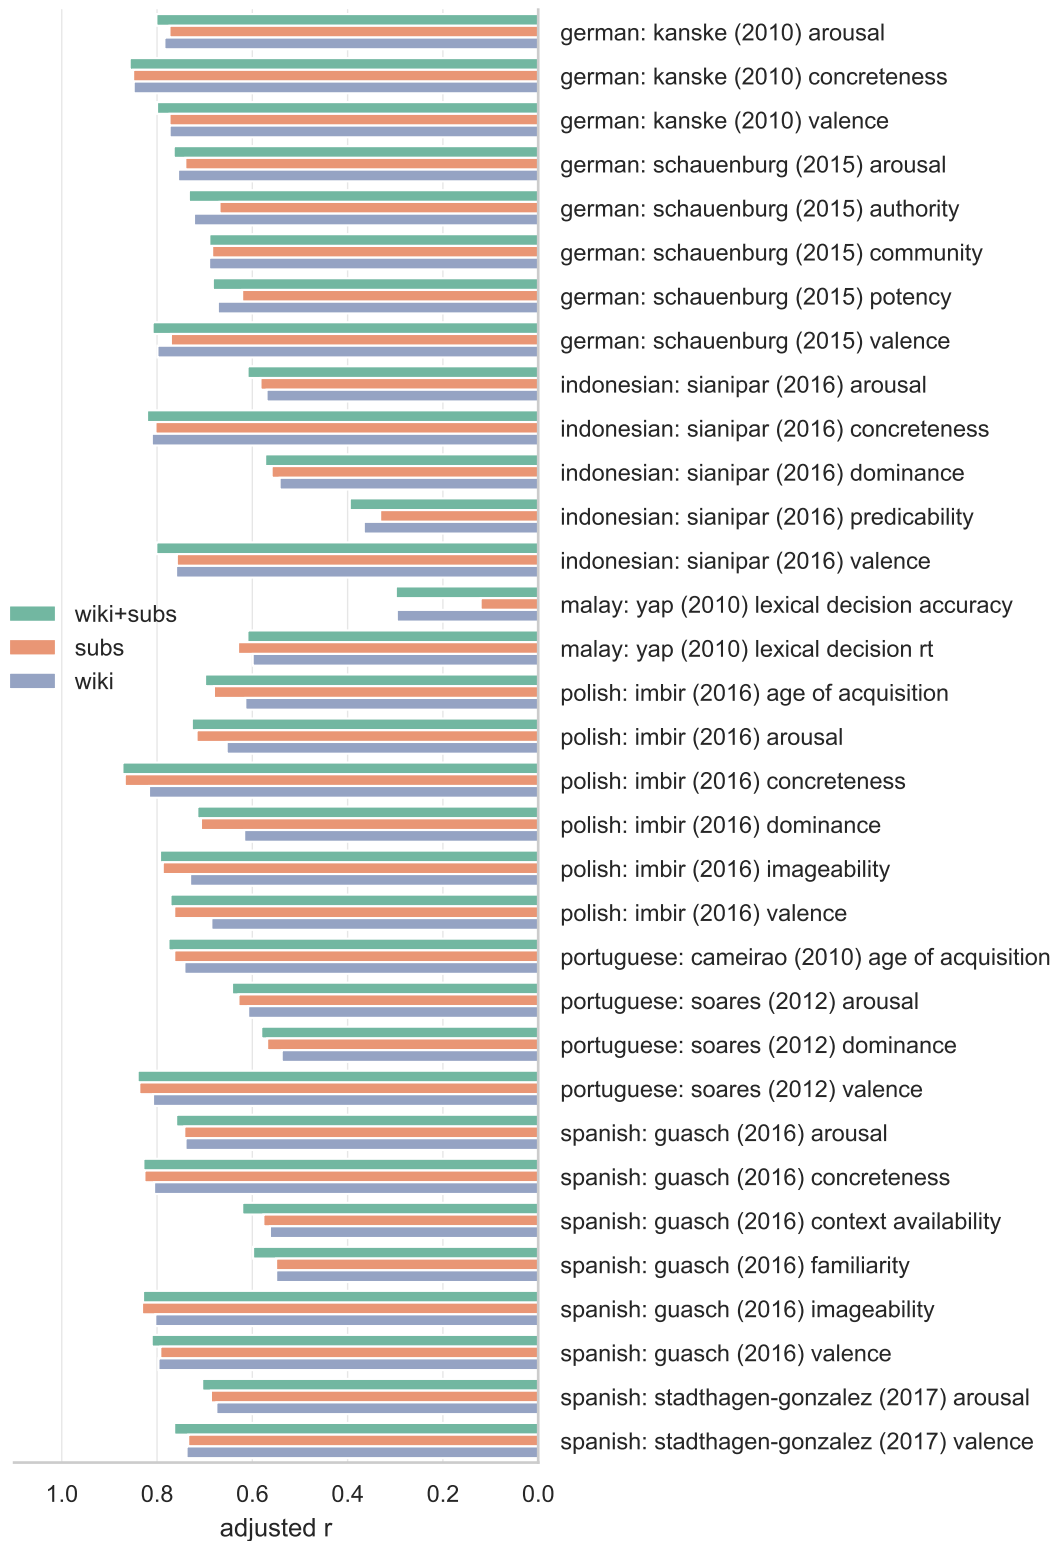 german: kanske (2010) arousal
german: kanske (2010) concreteness
german: kanske (2010) valence
german: schauenburg (2015) arousal
german: schauenburg (2015) authority
german: schauenburg (2015) community
german: schauenburg (2015) potency
german: schauenburg (2015) valence
indonesian: sianipar (2016) arousal
indonesian: sianipar (2016) concreteness
indonesian: sianipar (2016) dominance
indonesian: sianipar (2016) predicability
indonesian: sianipar (2016) valence
malay: yap (2010) lexical decision accuracy
malay: yap (2010) lexical decision rt
polish: imbir (2016) age of acquisition
polish: imbir (2016) arousal
polish: imbir (2016) concreteness
polish: imbir (2016) dominance
polish: imbir (2016) imageability
polish: imbir (2016) valence
portuguese: cameirao (2010) age of acquisition
portuguese: soares (2012) arousal
portuguese: soares (2012) dominance
portuguese: soares (2012) valence
spanish: guasch (2016) arousal
spanish: guasch (2016) concreteness
spanish: guasch (2016) context availability
spanish: guasch (2016) familiarity
spanish: guasch (2016) imageability
spanish: guasch (2016) valence
spanish: stadthagen-gonzalez (2017) arousal
spanish: stadthagen-gonzalez (2017) valence
wiki+subs
subs
wiki
1.0 0.8 0.6 0.4 0.2 0.0
adjusted r